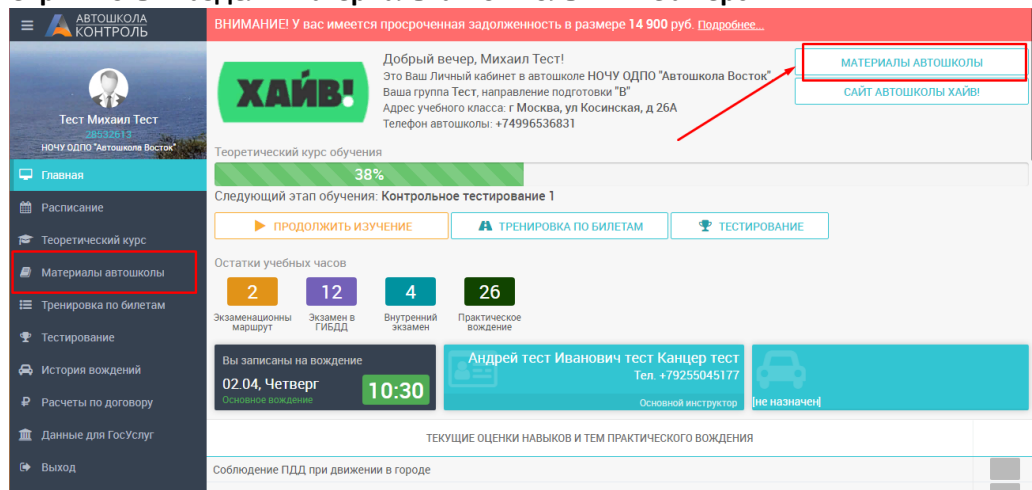 АВТОШКОЛА
КОНТРОЛЬ
ВНИМАНИЕ! У вас имеется просроченная задолженность в размере 14 900 руб. Подробнее...
Тест Михаил Тест
28532613
НОЧУ ОДПО "Автошкола Восток"
Главная
Расписание
Теоретический курс
Материалы автошколы
Тренировка по билетам
Тестирование
История вождений
Расчеты по договору
Данные для ГосУслуг
Выход
ХАЙВ!
Добрый вечер, Михаил Тест!
Это Ваш Личный кабинет в автошколе НОЧУ ОДПО "Автошкола Восток"
Ваша группа Тест, направление подготовки "B"
Адрес учебного класса: г Москва, ул Косинская, д 26А
Телефон автошколы: +74996536831
МАТЕРИАЛЫ АВТОШКОЛЫ
САЙТ АВТОШКОЛЫ ХАЙВ!
Теоретический курс обучения
38%
Следующий этап обучения: Контрольное тестирование 1
ПРОДОЛЖИТЬ ИЗУЧЕНИЕ
ТРЕНИРОВКА ПО БИЛЕТАМ
ТЕСТИРОВАНИЕ
Остатки учебных часов
2
Экзаменационны
маршрут
12
Экзамен в
ГИБДД
4
Внутренний
экзамен
26
Практическое
вождение
Вы записаны на вождение
02.04, Четверг
Основное вождение
10:30
Андрей тест Иванович тест Канцер тест
Тел. +79255045177
Основной инструктор
[не назначен]
ТЕКУЩИЕ ОЦЕНКИ НАВЫКОВ И ТЕМ ПРАКТИЧЕСКОГО ВОЖДЕНИЯ
Соблюдение ПДД при движении в городе